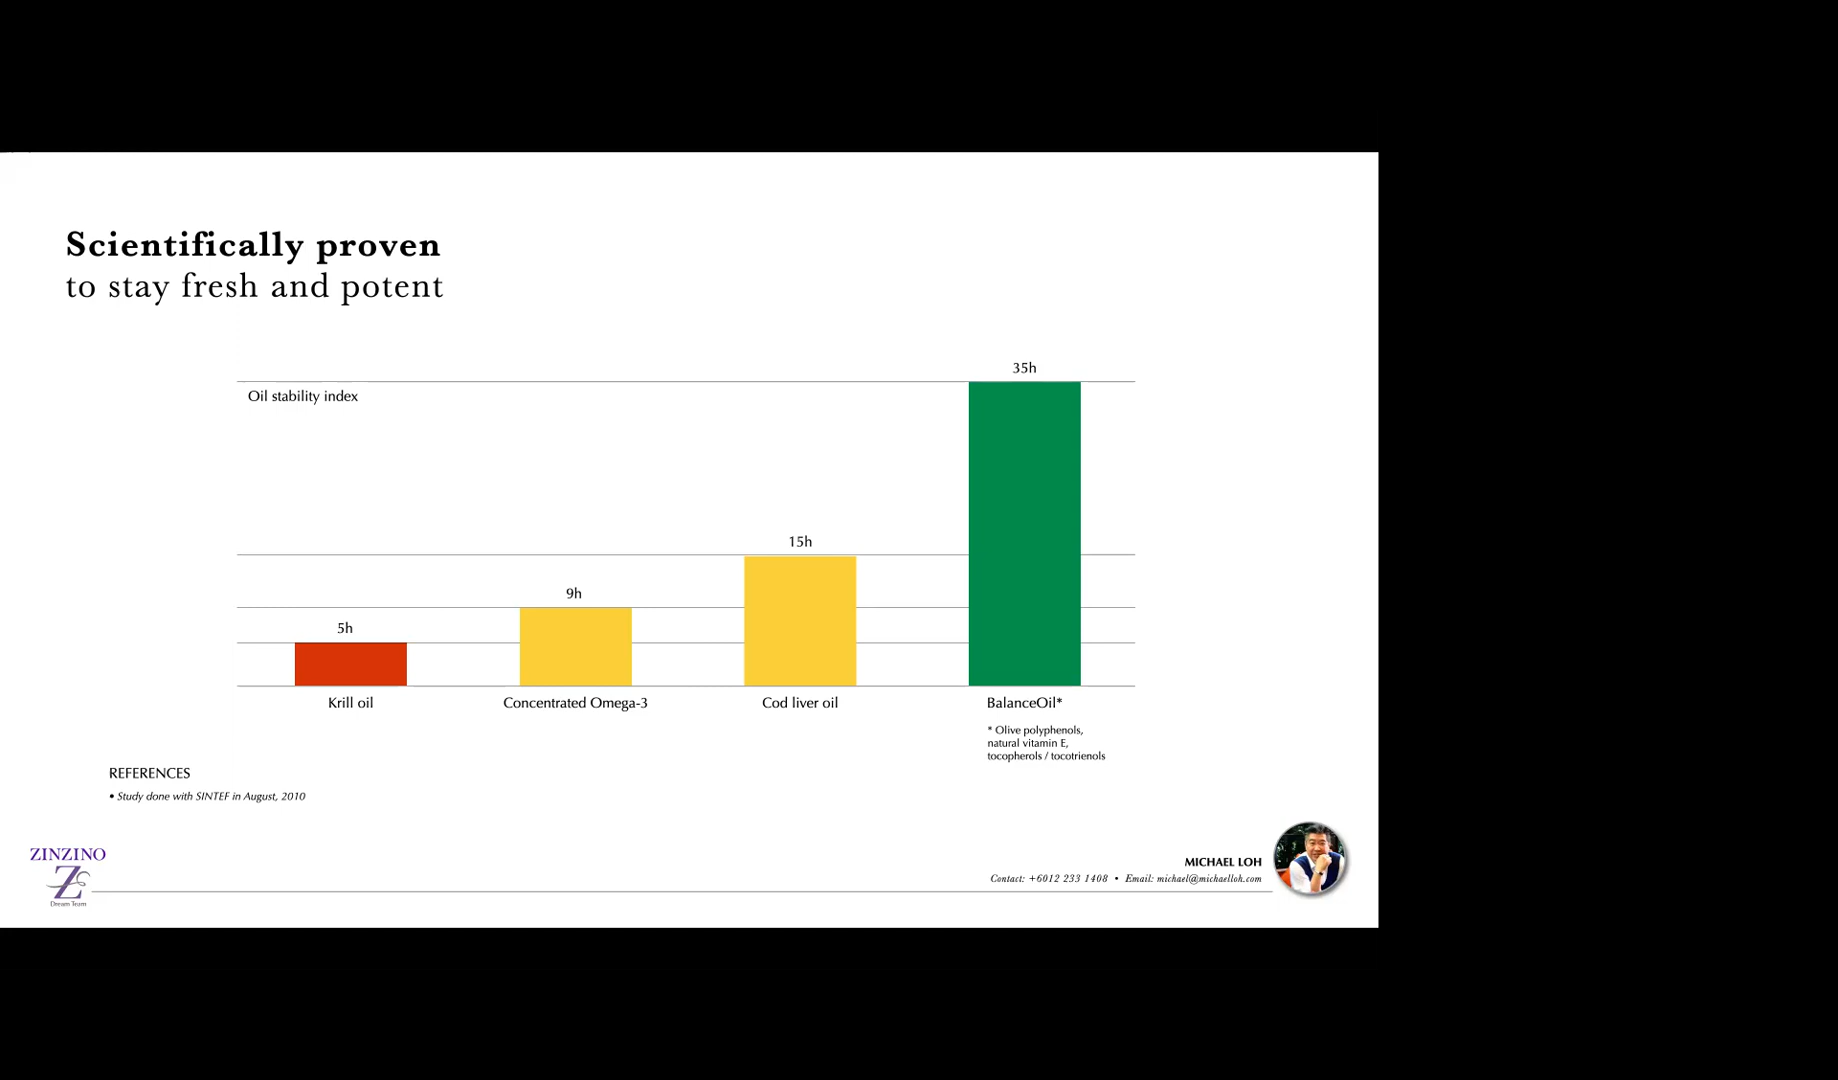 Scientifically proven
to stay fresh and potent
35h
Oil stability index
15h
9h
5h
Krill oil
Concentrated Omega-3
Cod liver oil
BalanceOil*
* Olive polyphenols,
natural vitamin E,
tocopherols / tocotrienols
REFERENCES
• Study done with SINTEF in August, 2010
ZINZINO
Dream Team
MICHAEL LOH
Contact: +6012 233 1408 • Email: michael@michaelloh.com